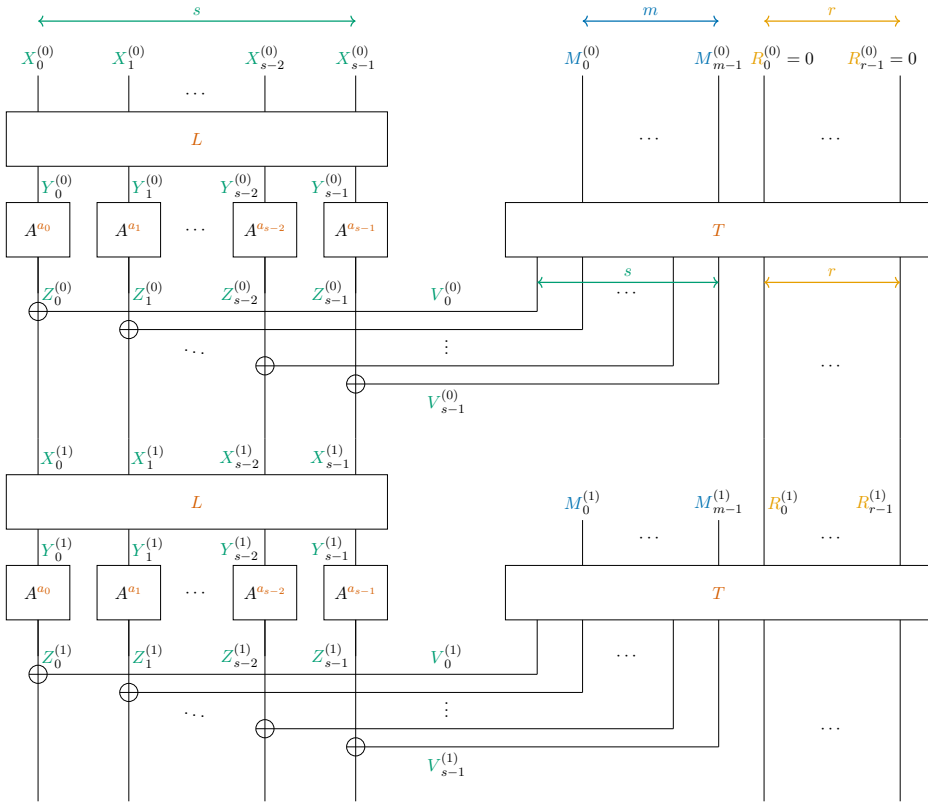 s m r
X_0^{(0)} X_1^{(0)} X_{s-2}^{(0)} X_{s-1}^{(0)} M_0^{(0)} M_{m-1}^{(0)} R_0^{(0)} = 0 R_{r-1}^{(0)} = 0
⋯
L ⋯ ⋯
Y_0^{(0)} Y_1^{(0)} Y_{s-2}^{(0)} Y_{s-1}^{(0)}
A^{a_0} A^{a_1} ⋯ A^{a_{s-2}} A^{a_{s-1}} T
s r
Z_0^{(0)} Z_1^{(0)} Z_{s-2}^{(0)} Z_{s-1}^{(0)} V_0^{(0)} ⋯
⋯ ⋮ ⋯
V_{s-1}^{(0)}
X_0^{(1)} X_1^{(1)} X_{s-2}^{(1)} X_{s-1}^{(1)}
L M_0^{(1)} M_{m-1}^{(1)} R_0^{(1)} R_{r-1}^{(1)}
⋯ ⋯
Y_0^{(1)} Y_1^{(1)} Y_{s-2}^{(1)} Y_{s-1}^{(1)}
A^{a_0} A^{a_1} ⋯ A^{a_{s-2}} A^{a_{s-1}} T
Z_0^{(1)} Z_1^{(1)} Z_{s-2}^{(1)} Z_{s-1}^{(1)} V_0^{(1)} ⋯
⋯ ⋮ ⋯
V_{s-1}^{(1)}